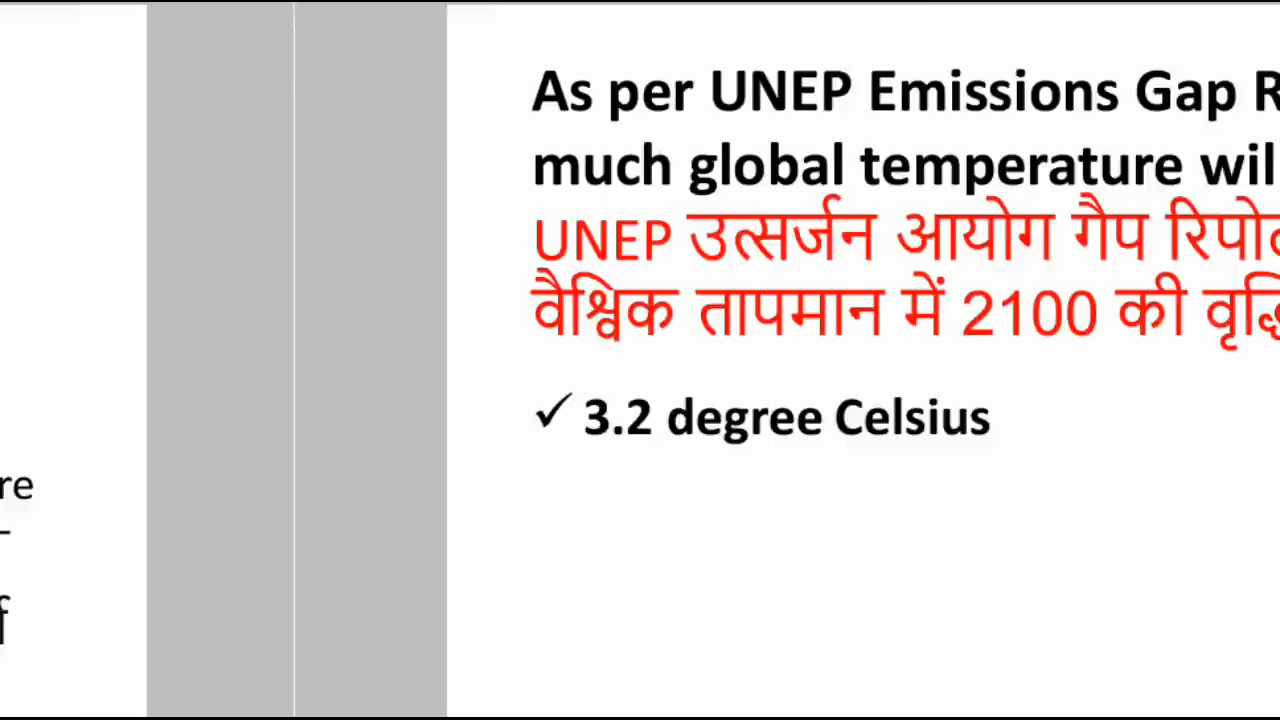 As per UNEP Emissions Gap
much global temperature
UNEP उत्सर्जन आयोग गैप
वैश्विक तापमान में 2100 की
✓ 3.2 degree Celsius
re